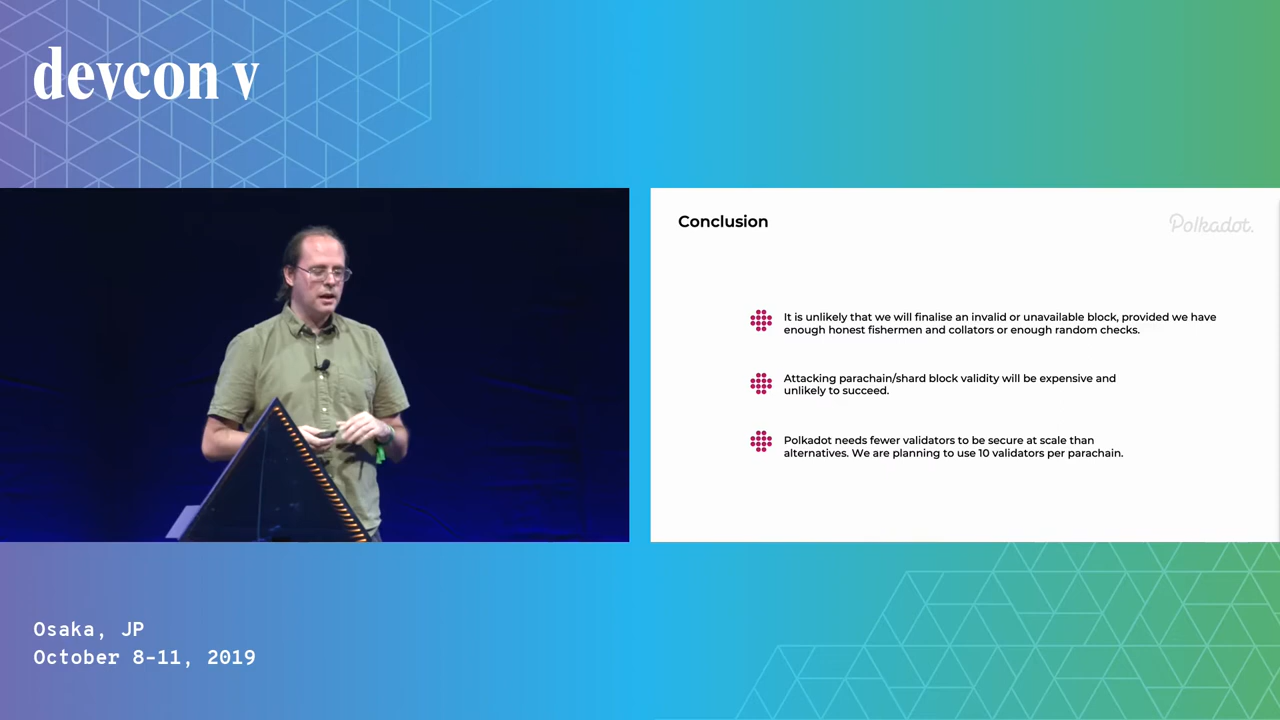 devcon v
Conclusion
Polkadot.
It is unlikely that we will finalise an invalid or unavailable block, provided we have
enough honest fishermen and collators or enough random checks.
Attacking parachain/shard block validity will be expensive and
unlikely to succeed.
Polkadot needs fewer validators to be secure at scale than
alternatives. We are planning to use 10 validators per parachain.
Osaka, JP
October 8-11, 2019